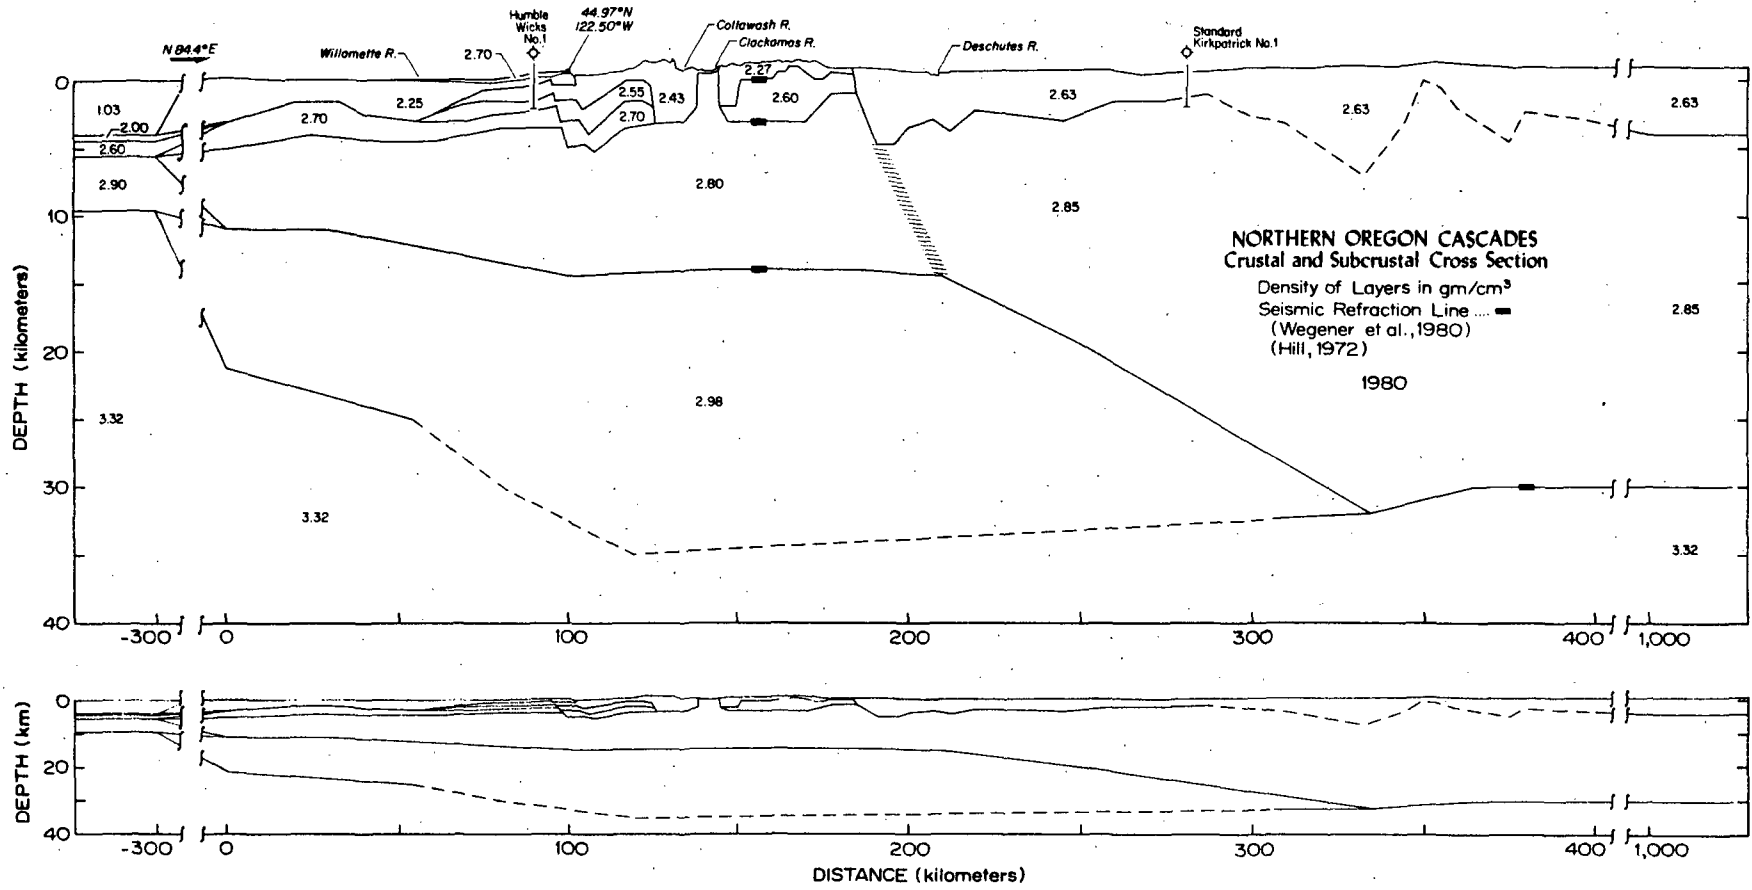 Humble
Wicks
No.1
44.97°N
122.50°W
Collawash R.
Clackamas R.
Standard
Kirkpatrick No.1
N 84.4°E
Willamette R.
2.70
Deschutes R.
0
1.03
2.00
2.60
2.90
2.25
2.70
2.55
2.70
2.43
2.27
2.60
2.63
2.63
2.63
2.80
2.85
10
NORTHERN OREGON CASCADES
Crustal and Subcrustal Cross Section
Density of Layers in gm/cm³
Seismic Refraction Line ....
(Wegener et al., 1980)
(Hill, 1972)
1980
2.85
DEPTH (kilometers)
20
2.98
3.32
30
3.32
3.32
40
-300 0 100 200 300 400 1,000
0
DEPTH (km)
20
40
-300 0 100 200 300 400 1,000
DISTANCE (kilometers)